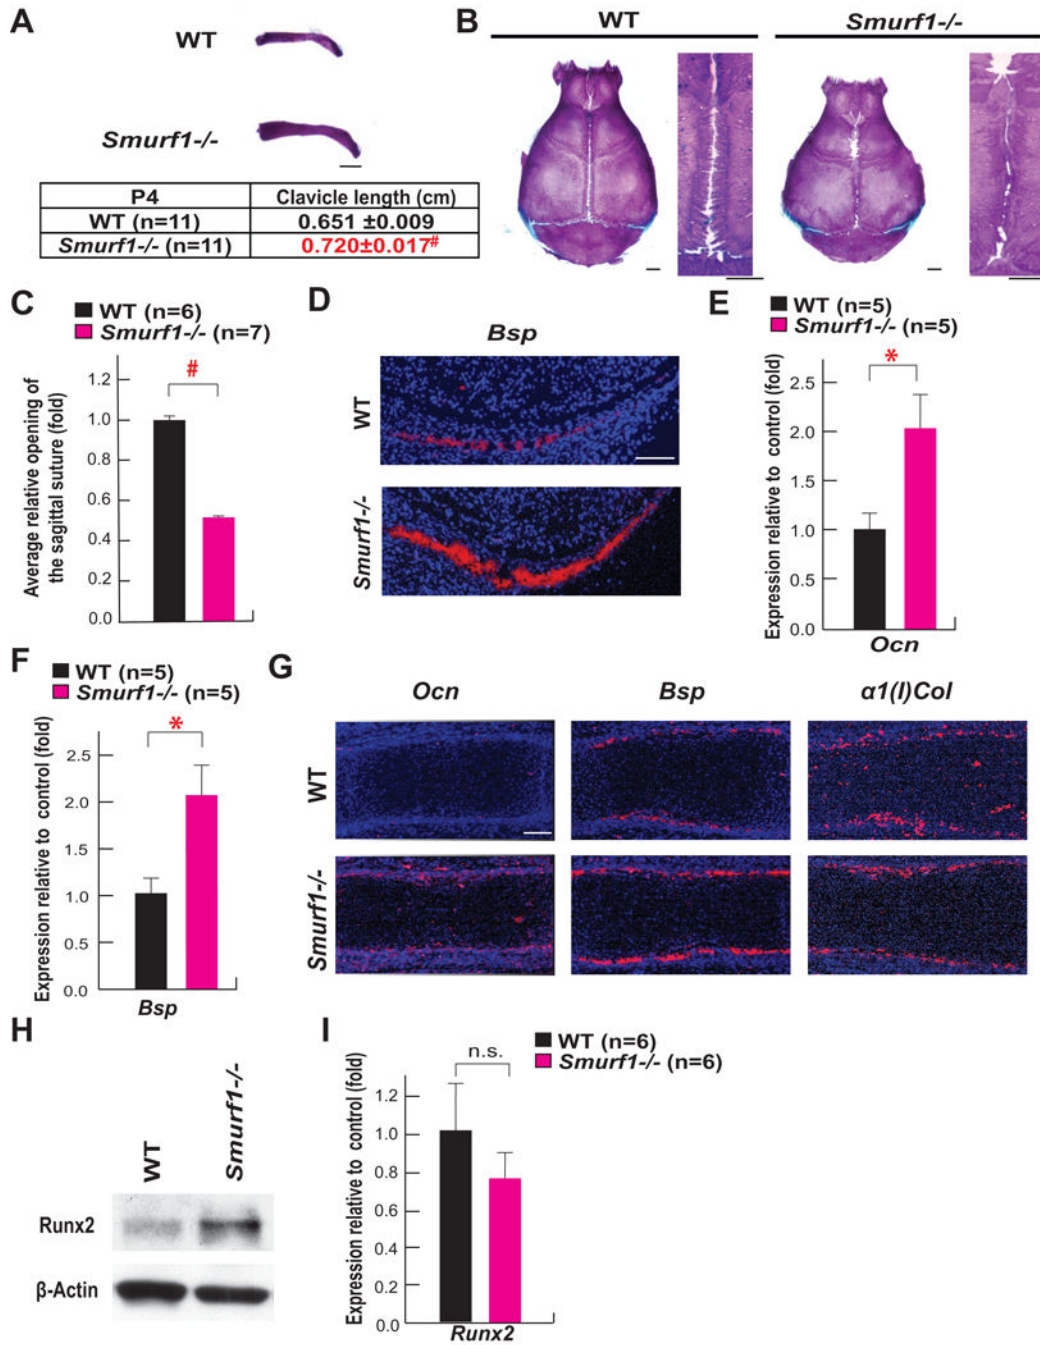 A
WT
Smurf1-/-
P4 Clavicle length (cm)
WT (n=11) 0.651 ±0.009
Smurf1-/- (n=11) 0.720±0.017#
B
WT Smurf1-/-
C
WT (n=6)
Smurf1-/- (n=7)
Average relative opening of
the sagittal suture (fold)
1.2
1.0
0.8
0.6
0.4
0.2
0.0
#
D
Bsp
WT
Smurf1-/-
E
WT (n=5)
Smurf1-/- (n=5)
Expression relative to control (fold)
2.5
2.0
1.5
1.0
0.5
0.0
*
Ocn
F
WT (n=5)
Smurf1-/- (n=5)
Expression relative to control (fold)
2.5
2.0
1.5
1.0
0.5
0.0
*
Bsp
G
Ocn Bsp α1(I)Col
WT
Smurf1-/-
H
WT Smurf1-/-
Runx2
β-Actin
I
WT (n=6)
Smurf1-/- (n=6)
Expression relative to control (fold)
1.2
1.0
0.8
0.6
0.4
0.2
0.0
n.s.
Runx2